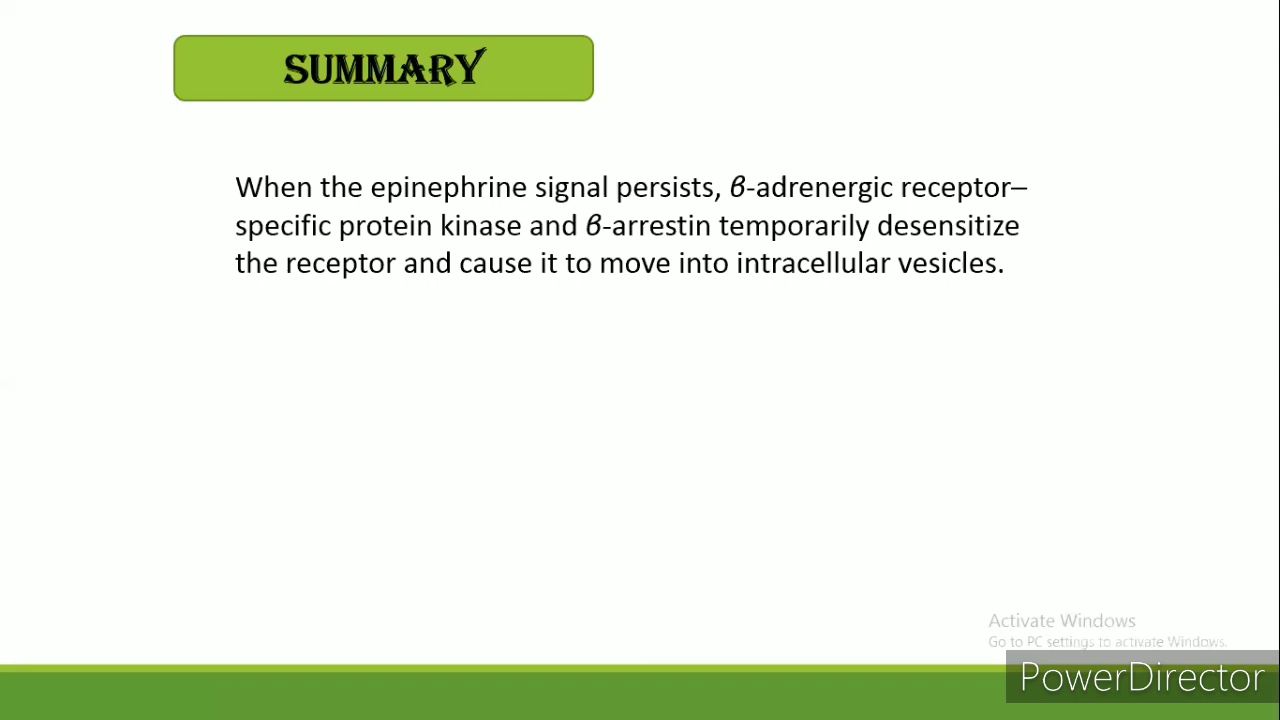 SUMMARY
When the epinephrine signal persists, β-adrenergic receptor–
specific protein kinase and β-arrestin temporarily desensitize
the receptor and cause it to move into intracellular vesicles.
Activate Windows
Go to PC settings to activate Windows.
PowerDirector